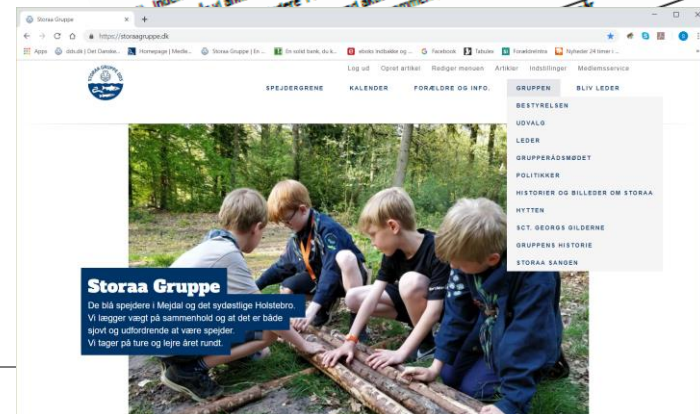 Storaa Gruppe
https://storaagruppe.dk
Apps
dds.dk | Det Danske...
Homepage | Medle...
Storaa Gruppe | En ...
En solid bank, du k...
eboks Indbakke og ...
Facebook
Tabulex
ForældreIntra
Nyheder 24 timer i ...
Log ud Opret artikel Rediger menuen Artikler Indstillinger Medlemsservice
SPEJDERGRENE KALENDER FORÆLDRE OG INFO. GRUPPEN BLIV LEDER
BESTYRELSEN
UDVALG
LEDER
GRUPPERÅDSMØDET
POLITIKKER
HISTORIER OG BILLEDER OM STORAA
HYTTEN
SCT. GEORGS GILDERNE
GRUPPENS HISTORIE
STORAA SANGEN
Storaa Gruppe
De blå spejdere i Mejdal og det sydøstlige Holstebro.
Vi lægger vægt på sammenhold og at det er både
sjovt og udfordrende at være spejder.
Vi tager på ture og lejre året rundt.